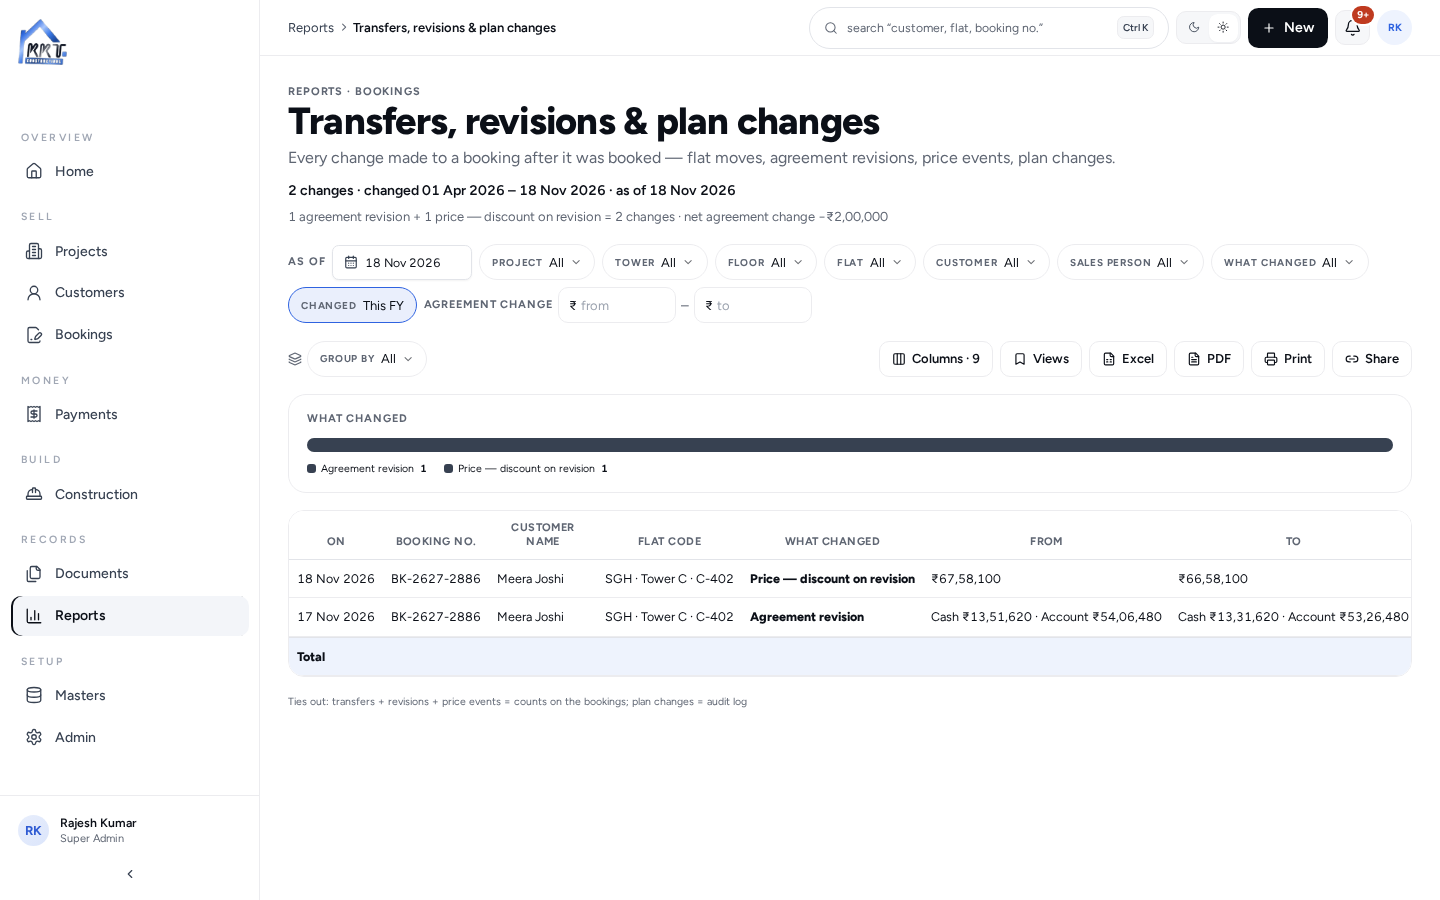 RKT
CONSTRUCTIONS
Reports > Transfers, revisions & plan changes
search “customer, flat, booking no.”
Ctrl K
New
9+
RK
OVERVIEW
Home
SELL
Projects
Customers
Bookings
MONEY
Payments
BUILD
Construction
RECORDS
Documents
Reports
SETUP
Masters
Admin
RK
Rajesh Kumar
Super Admin
REPORTS · BOOKINGS
Transfers, revisions & plan changes
Every change made to a booking after it was booked — flat moves, agreement revisions, price events, plan changes.
2 changes · changed 01 Apr 2026 – 18 Nov 2026 · as of 18 Nov 2026
1 agreement revision + 1 price — discount on revision = 2 changes · net agreement change −₹2,00,000
AS OF 18 Nov 2026 PROJECT All TOWER All FLOOR All FLAT All CUSTOMER All SALES PERSON All WHAT CHANGED All
CHANGED This FY AGREEMENT CHANGE ₹ from – ₹ to
GROUP BY All Columns · 9 Views Excel PDF Print Share
WHAT CHANGED
Agreement revision 1 Price — discount on revision 1
ON BOOKING NO. CUSTOMER NAME FLAT CODE WHAT CHANGED FROM TO
18 Nov 2026 BK-2627-2886 Meera Joshi SGH · Tower C · C-402 Price — discount on revision ₹67,58,100 ₹66,58,100
17 Nov 2026 BK-2627-2886 Meera Joshi SGH · Tower C · C-402 Agreement revision Cash ₹13,51,620 · Account ₹54,06,480 Cash ₹13,31,620 · Account ₹53,26,480
Total
Ties out: transfers + revisions + price events = counts on the bookings; plan changes = audit log